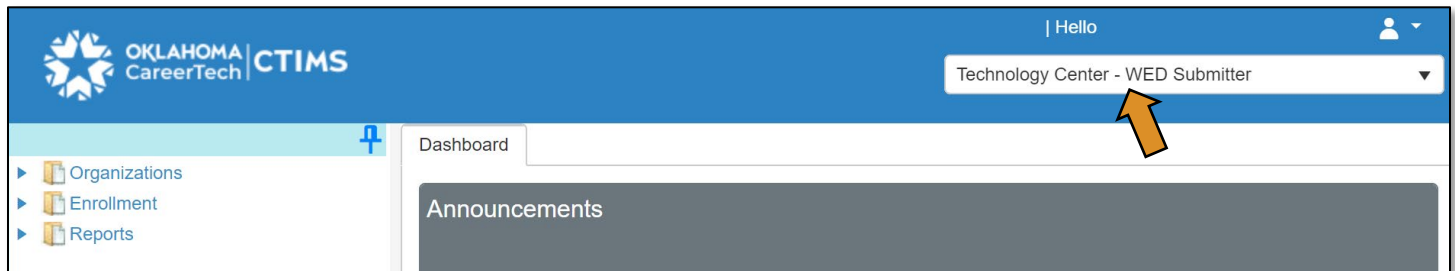 OKLAHOMA
CareerTech
CTIMS
| Hello
Technology Center - WED Submitter
Organizations
Enrollment
Reports
Dashboard
Announcements